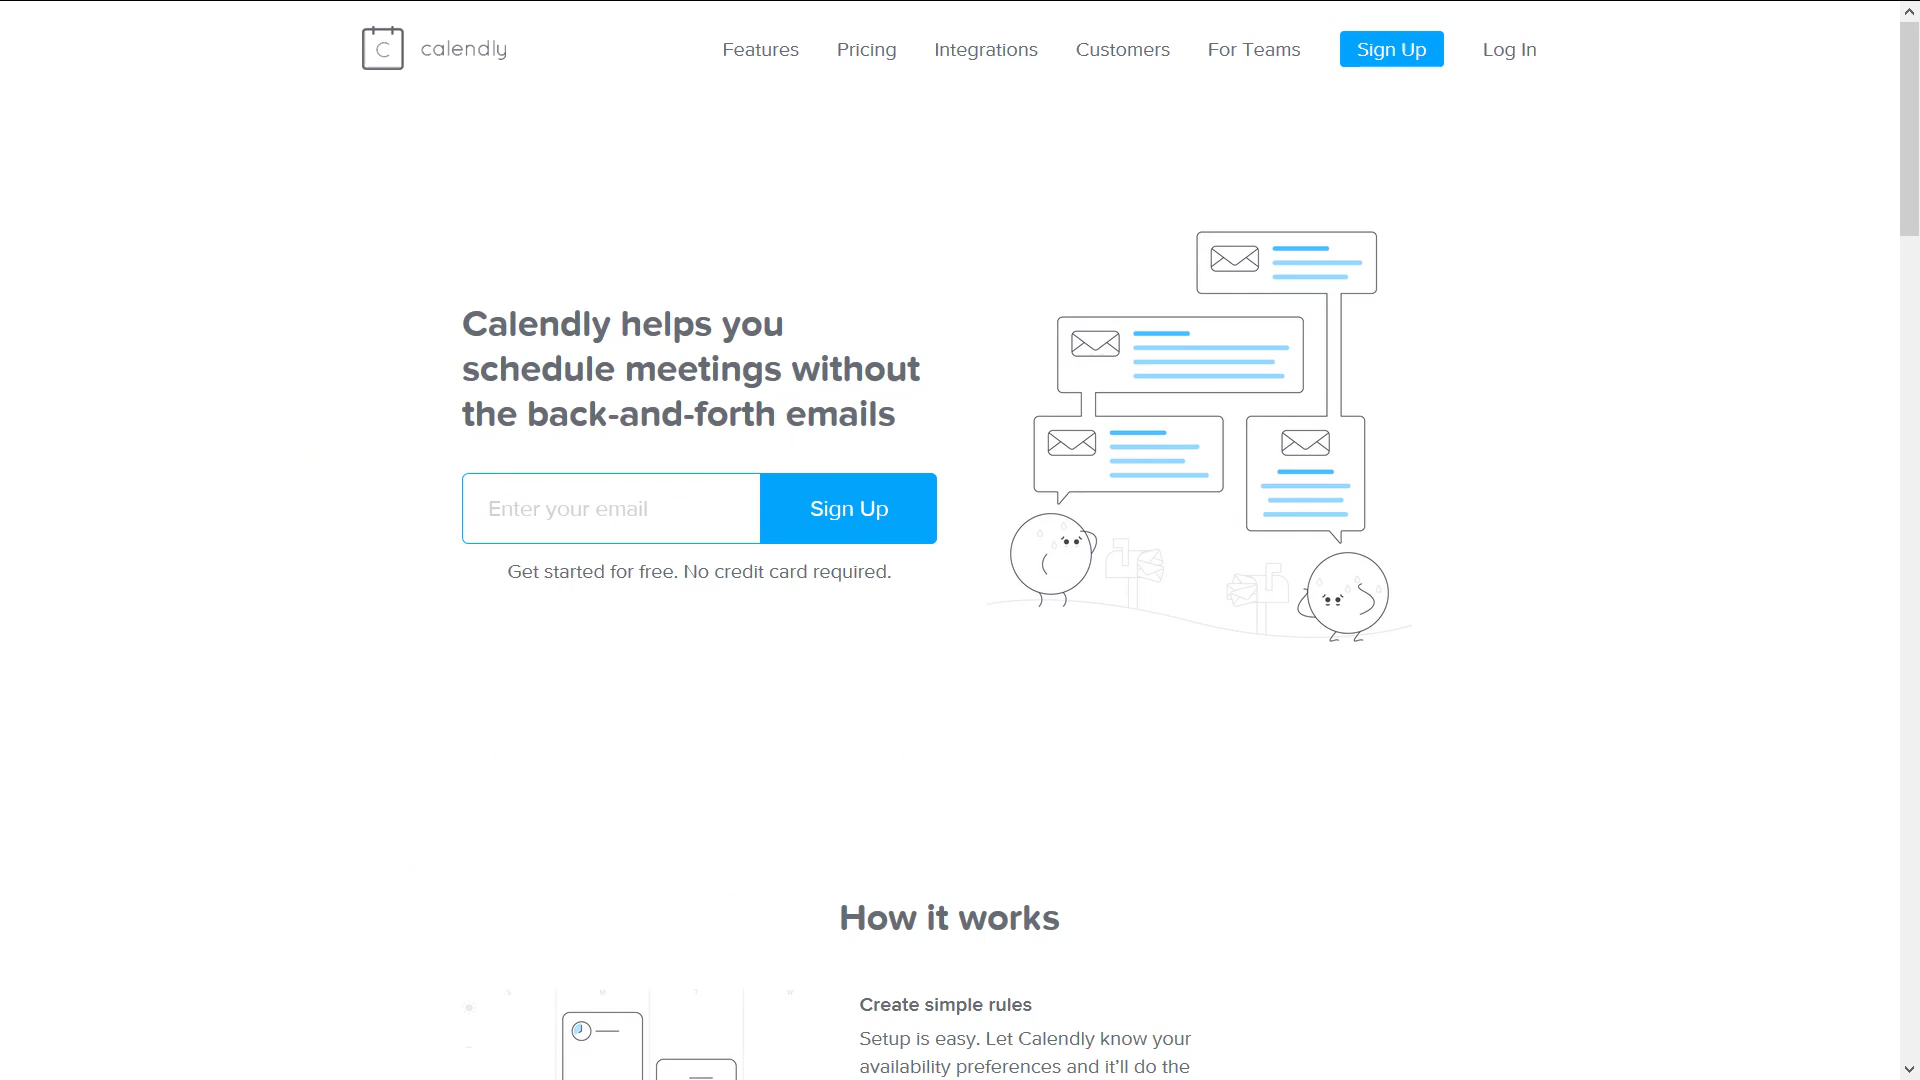 C calendly
Features
Pricing
Integrations
Customers
For Teams
Sign Up
Log In
Calendly helps you
schedule meetings without
the back-and-forth emails
Enter your email
Sign Up
Get started for free. No credit card required.
How it works
S M T W
Create simple rules
Setup is easy. Let Calendly know your
availability preferences and it’ll do the